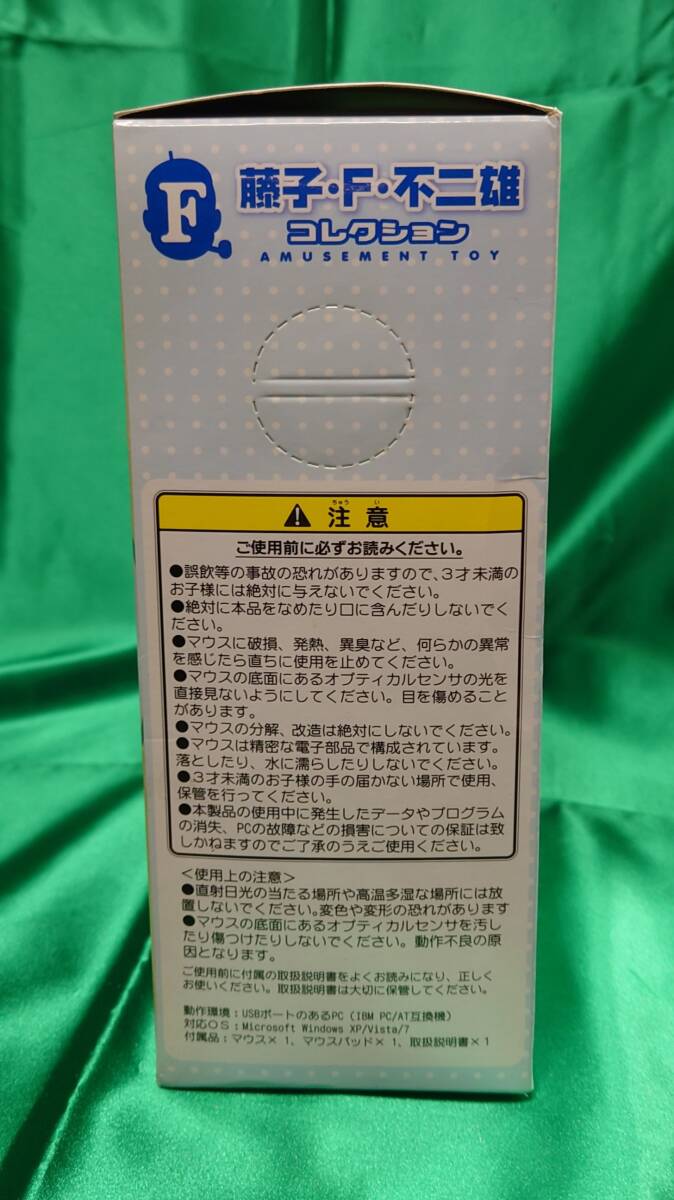 F
藤子・F・不二雄
コレクション
AMUSEMENT TOY
ちゅう い
注意
ご使用前に必ずお読みください。
●誤飲等の事故の恐れがありますので、3才未満の
お子様には絶対に与えないでください。
●絶対に本品をなめたり口に含んだりしないでく
ださい。
●マウスに破損、発熱、異臭など、何らかの異常
を感じたら直ちに使用を止めてください。
●マウスの底面にあるオプティカルセンサの光を
直接見ないようにしてください。目を傷めること
があります。
●マウスの分解、改造は絶対にしないでください。
●マウスは精密な電子部品で構成されています。
落としたり、水に濡らしたりしないでください。
●3才未満のお子様の手の届かない場所で使用、
保管を行ってください。
●本製品の使用中に発生したデータやプログラム
の消失、PCの故障などの損害についての保証は致
しかねますのでご了承のうえご使用ください。
＜使用上の注意＞
●直射日光の当たる場所や高温多湿な場所には放
置しないでください。変色や変形の恐れがあります
●マウスの底面にあるオプティカルセンサを汚し
たり傷つけたりしないでください。動作不良の原
因となります。
ご使用前に付属の取扱説明書をよくお読みになり、正しく
お使いください。取扱説明書は大切に保管してください。
動作環境：USBポートのあるPC（IBM PC/AT互換機）
対応OS：Microsoft Windows XP/Vista/7
付属品：マウス×1、マウスパッド×1、取扱説明書×1